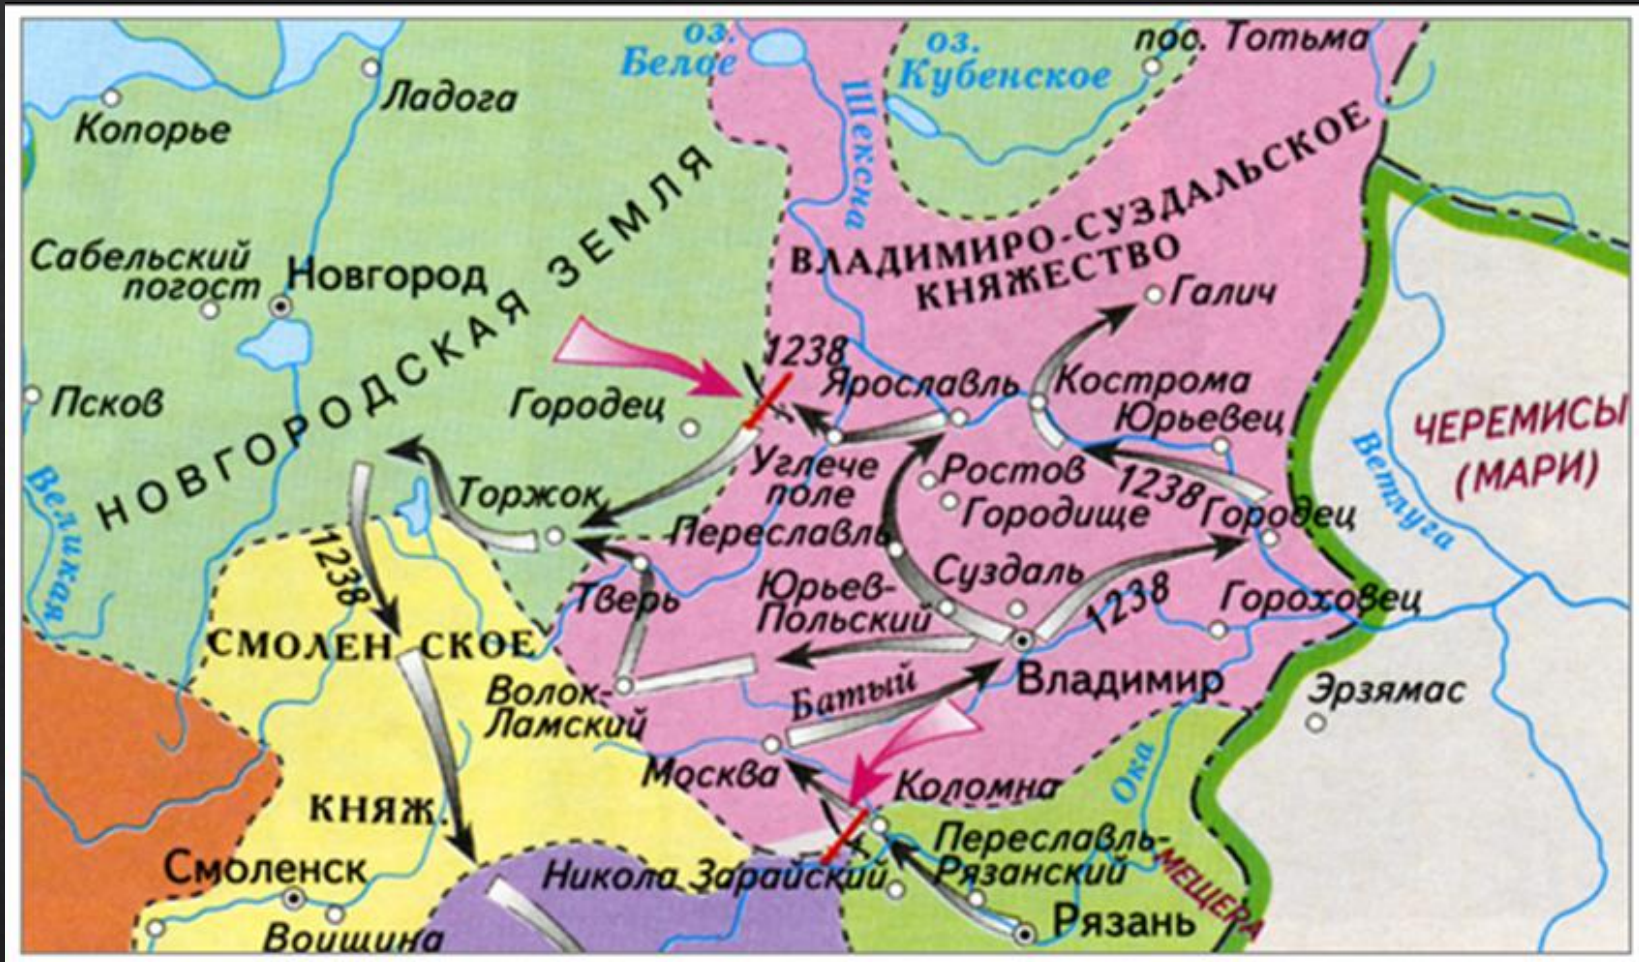 оз.
Белое
оз.
Кубенское
пос. Тотьма
Ладога
Копорье
Шексна
ВЛАДИМИРО-СУЗДАЛЬСКОЕ
КНЯЖЕСТВО
НОВГОРОДСКАЯ ЗЕМЛЯ
Сабельский
погост
Новгород
Галич
1238
Городец
Ярославль
Кострома
Юрьевец
Псков
ЧЕРЕМИСЫ
(МАРИ)
Ветлуга
Великая
Торжок
Углече
поле
Ростов
1238
Городище
Городец
Переславль
1238
Суздаль
Юрьев-
Польский
1238
Гороховец
Тверь
СМОЛЕН СКОЕ
КНЯЖ.
Волок-
Ламский
Батый
Владимир
Эрзямас
Москва
Коломна
Ока
Переславль-
Рязанский
Никола Зарайский
МЕЩЕРА
Смоленск
Рязань
Воищина